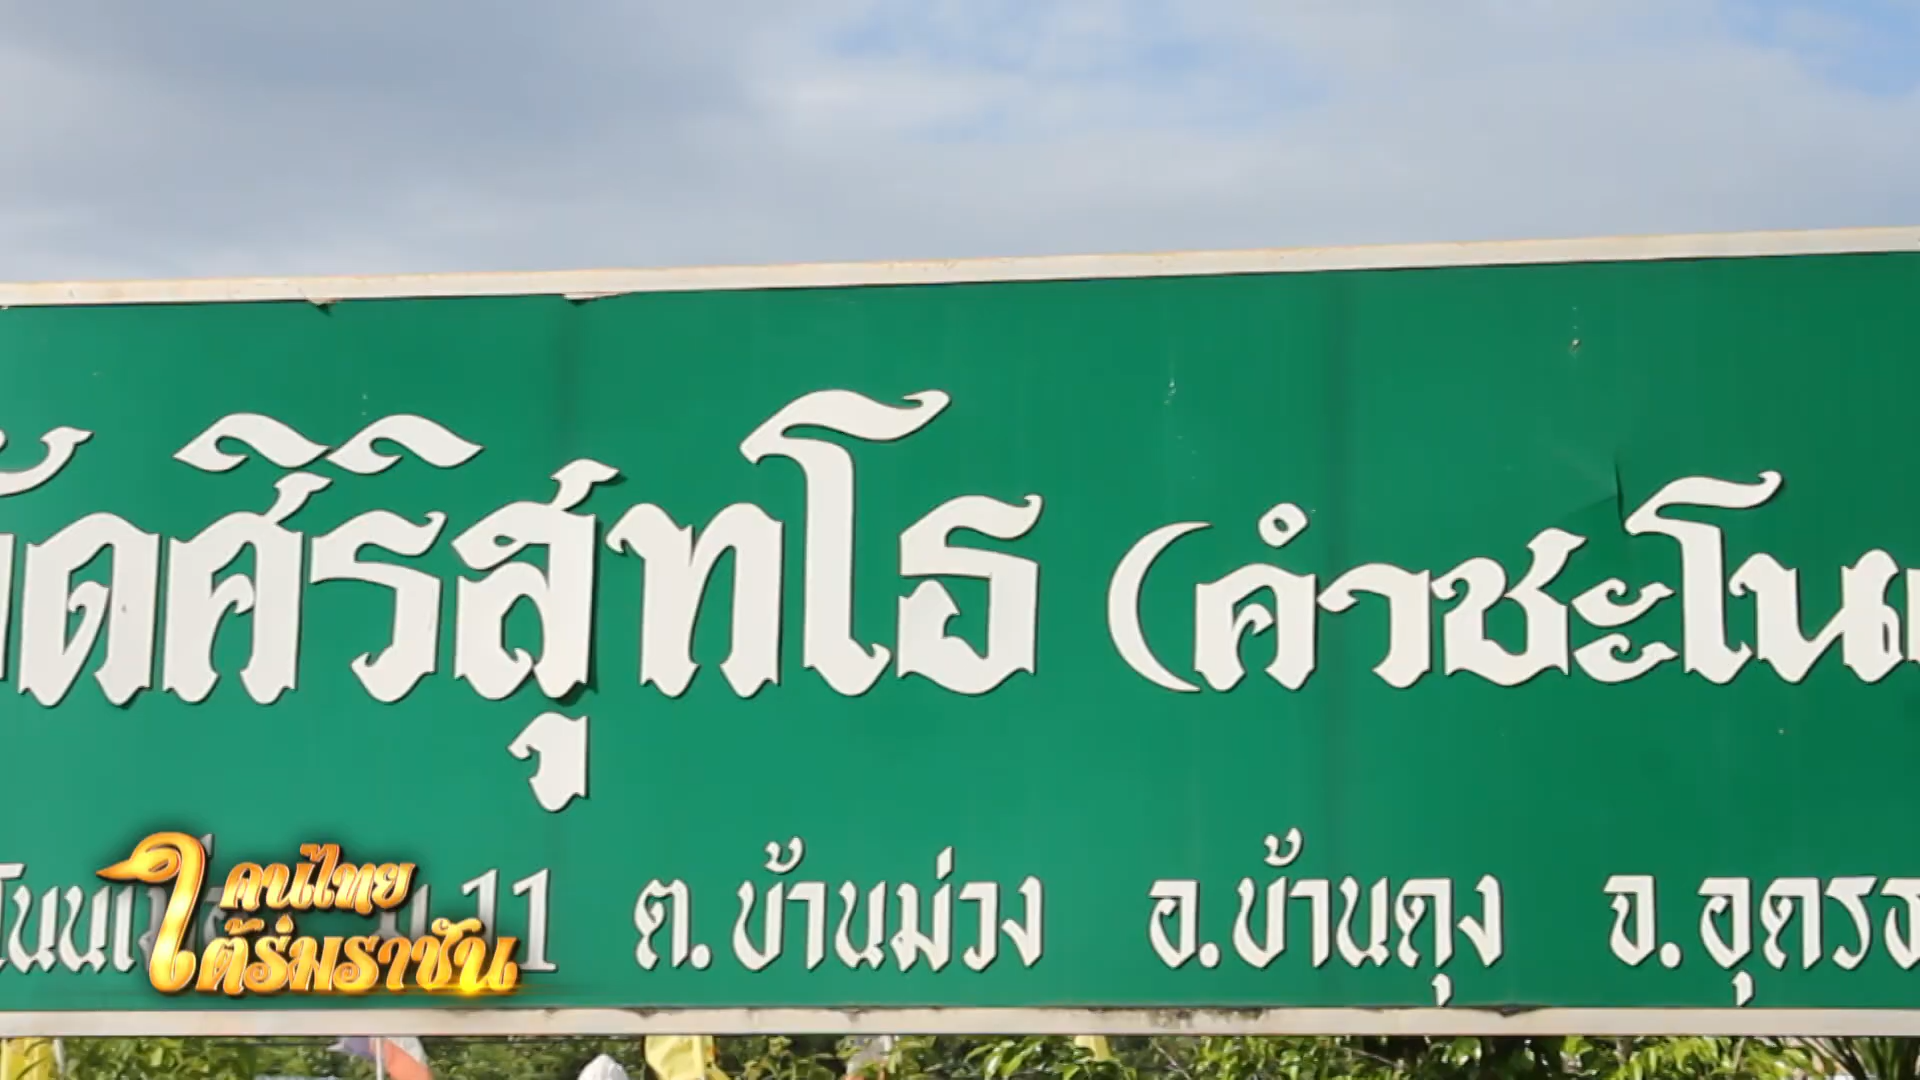 ัดศิริสุทโธ (คำชะโน
ต.บ้านม่วง อ.บ้านดุง จ.อุดรธ
คนไทย
ใต้ร่มราชัน
11